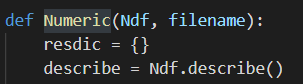 def Numeric(Ndf, filename):
    resdic = {}
    describe = Ndf.describe()